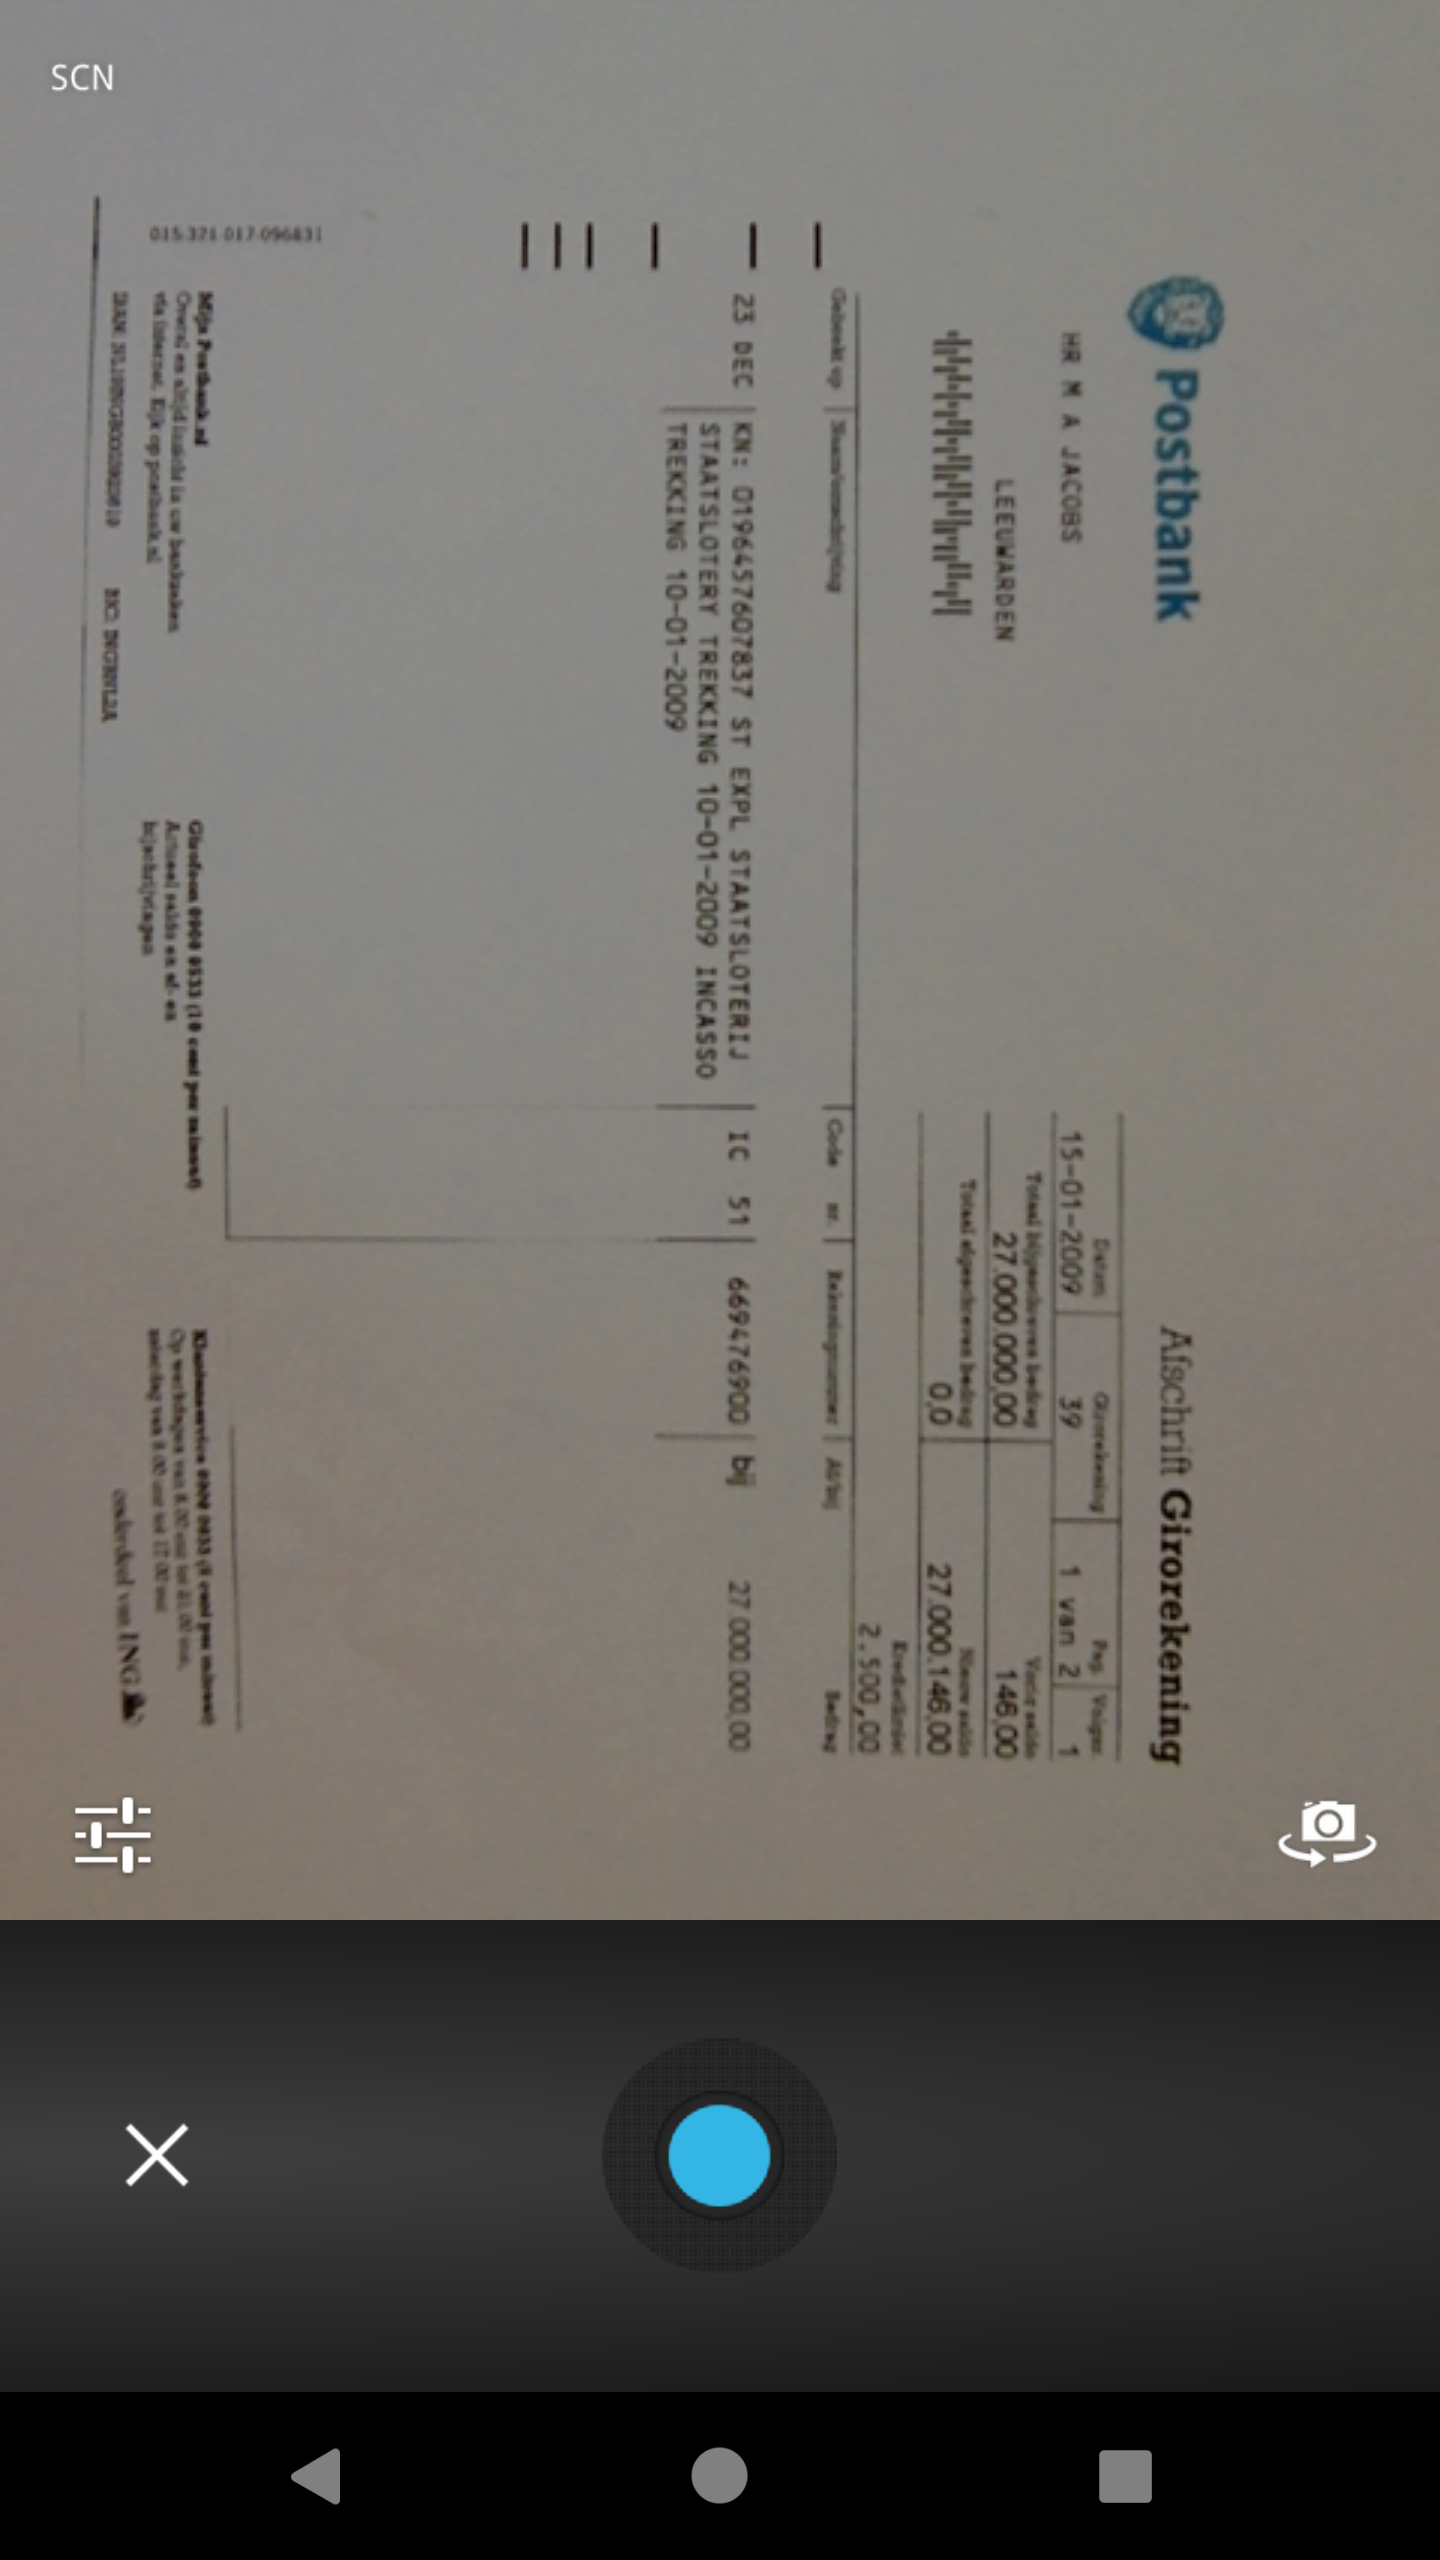 SCN
Postbank
Afschrift Girorekening
HR M A JACOBS
LEEUWARDEN
Datum Girorekening Pag. Volgnr.
15-01-2009 39 1 van 2 1
Totaal bijgeschreven bedrag Vorig saldo
27.000.000,00 146,00
Totaal afgeschreven bedrag Nieuw saldo
0,0 27.000.146,00
Kredietlimiet
2.500,00
Geboekt op Naam/omschrijving Code nr. Rekeningnummer Af/bij Bedrag
23 DEC KN: 0196457607837 ST EXPL STAATSLOTERIJ IC 51 669476900 bij 27.000.000,00
STAATSLOTERY TREKKING 10-01-2009 INCASSO
TREKKING 10-01-2009
015-321-017-096831
Mijn Postbank.nl
Overal en altijd inzicht in uw bankzaken
via internet. Kijk op postbank.nl
Girofoon 0900 0533 (10 cent per minuut)
Actueel saldo en af- en
bijschrijvingen
Klantenservice 0900 0933 (5 cent per minuut)
Op werkdagen van 8.00 uur tot 21.00 uur,
zaterdag van 8.00 uur tot 17.00 uur
BIC: INGBNL2A
onderdeel van ING